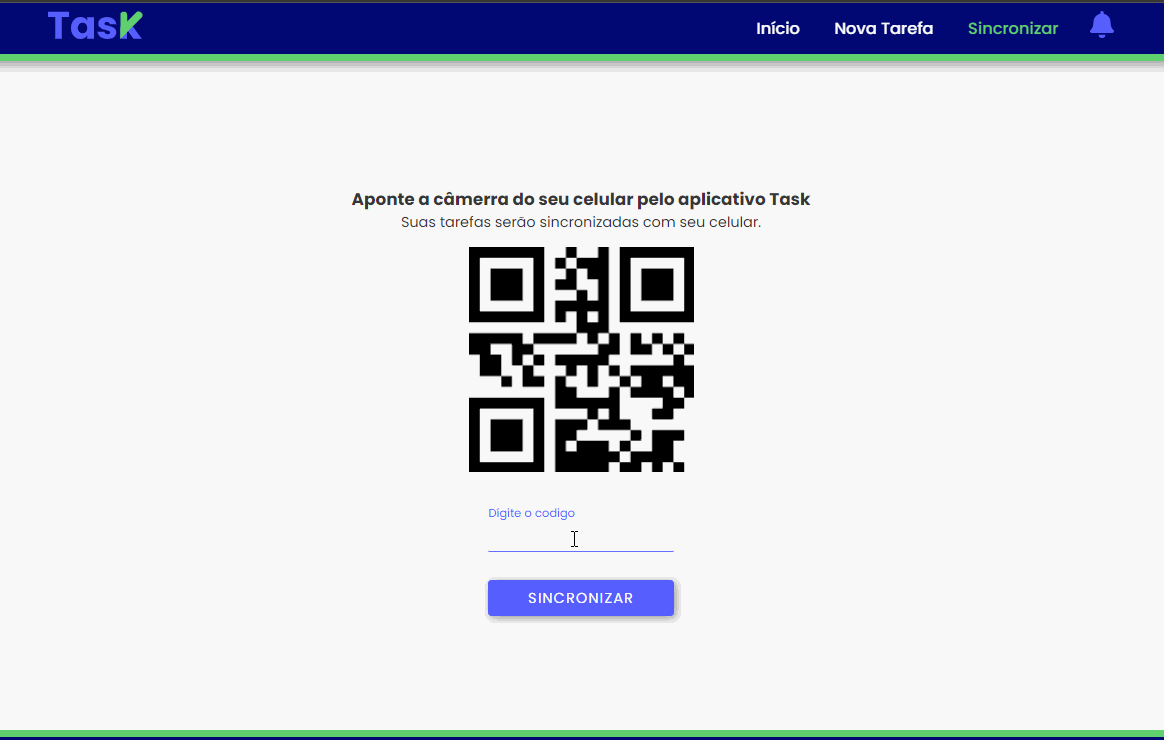 Task
Início Nova Tarefa Sincronizar
Aponte a câmerra do seu celular pelo aplicativo Task
Suas tarefas serão sincronizadas com seu celular.
Digite o codigo
SINCRONIZAR